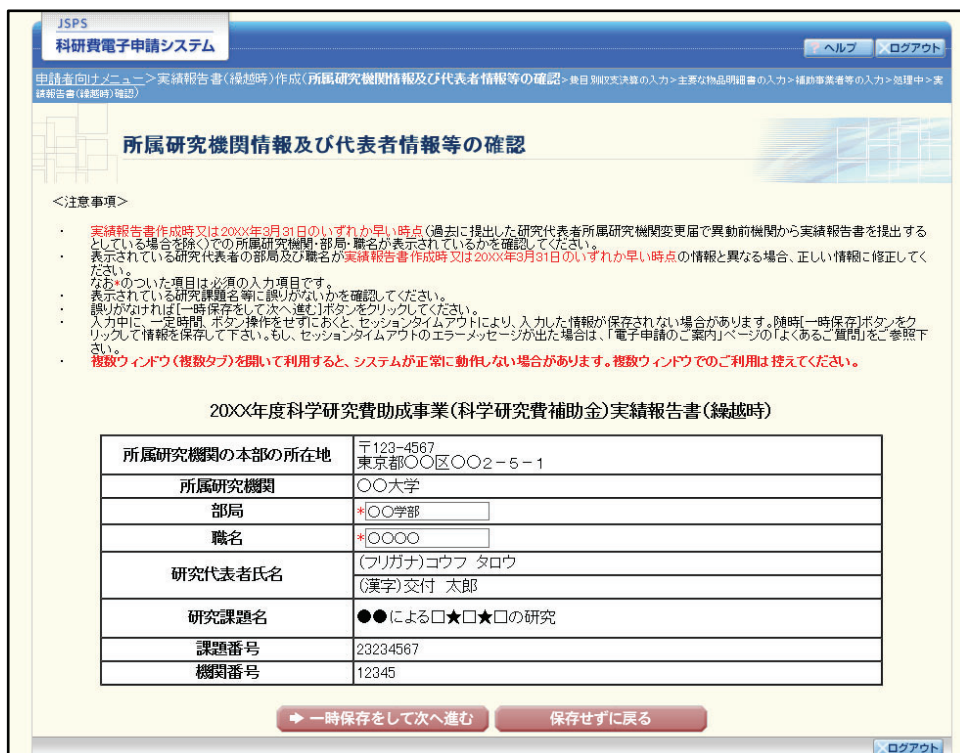 JSPS
科研費電子申請システム
ヘルプ
ログアウト
申請者向けメニュー>実績報告書(繰越時)作成(所属研究機関情報及び代表者情報等の確認>費目別収支決算の入力>主要な物品明細書の入力>補助事業者等の入力>処理中>実
績報告書(繰越時)確認)
所属研究機関情報及び代表者情報等の確認
<注意事項>
・ 実績報告書作成時又は20XX年3月31日のいずれか早い時点(過去に提出した研究代表者所属研究機関変更届で異動前機関から実績報告書を提出する
としている場合を除く)での所属研究機関・部局・職名が表示されているかを確認してください。
・ 表示されている研究代表者の部局及び職名が実績報告書作成時又は20XX年3月31日のいずれか早い時点の情報と異なる場合、正しい情報に修正してく
ださい。
なお*のついた項目は必須の入力項目です。
・ 表示されている研究課題名等に誤りがないかを確認してください。
・ 誤りがなければ[一時保存をして次へ進む]ボタンをクリックしてください。
・ 入力中に、一定時間、ボタン操作をせずにおくと、セッションタイムアウトにより、入力した情報が保存されない場合があります。随時[一時保存]ボタンをク
リックして情報を保存して下さい。もし、セッションタイムアウトのエラーメッセージが出た場合は、「電子申請のご案内」ページの「よくあるご質問」をご参照下
さい。
・ 複数ウィンドウ(複数タブ)を開いて利用すると、システムが正常に動作しない場合があります。複数ウィンドウでのご利用は控えてください。
20XX年度科学研究費助成事業(科学研究費補助金)実績報告書(繰越時)
所属研究機関の本部の所在地
〒123-4567
東京都〇〇区〇〇2-5-1
所属研究機関 〇〇大学
部局 *〇〇学部
職名 *〇〇〇〇
研究代表者氏名
(フリガナ)コウフ タロウ
(漢字)交付 太郎
研究課題名 ●●による□★□★□の研究
課題番号 23234567
機関番号 12345
一時保存をして次へ進む
保存せずに戻る
ログアウト